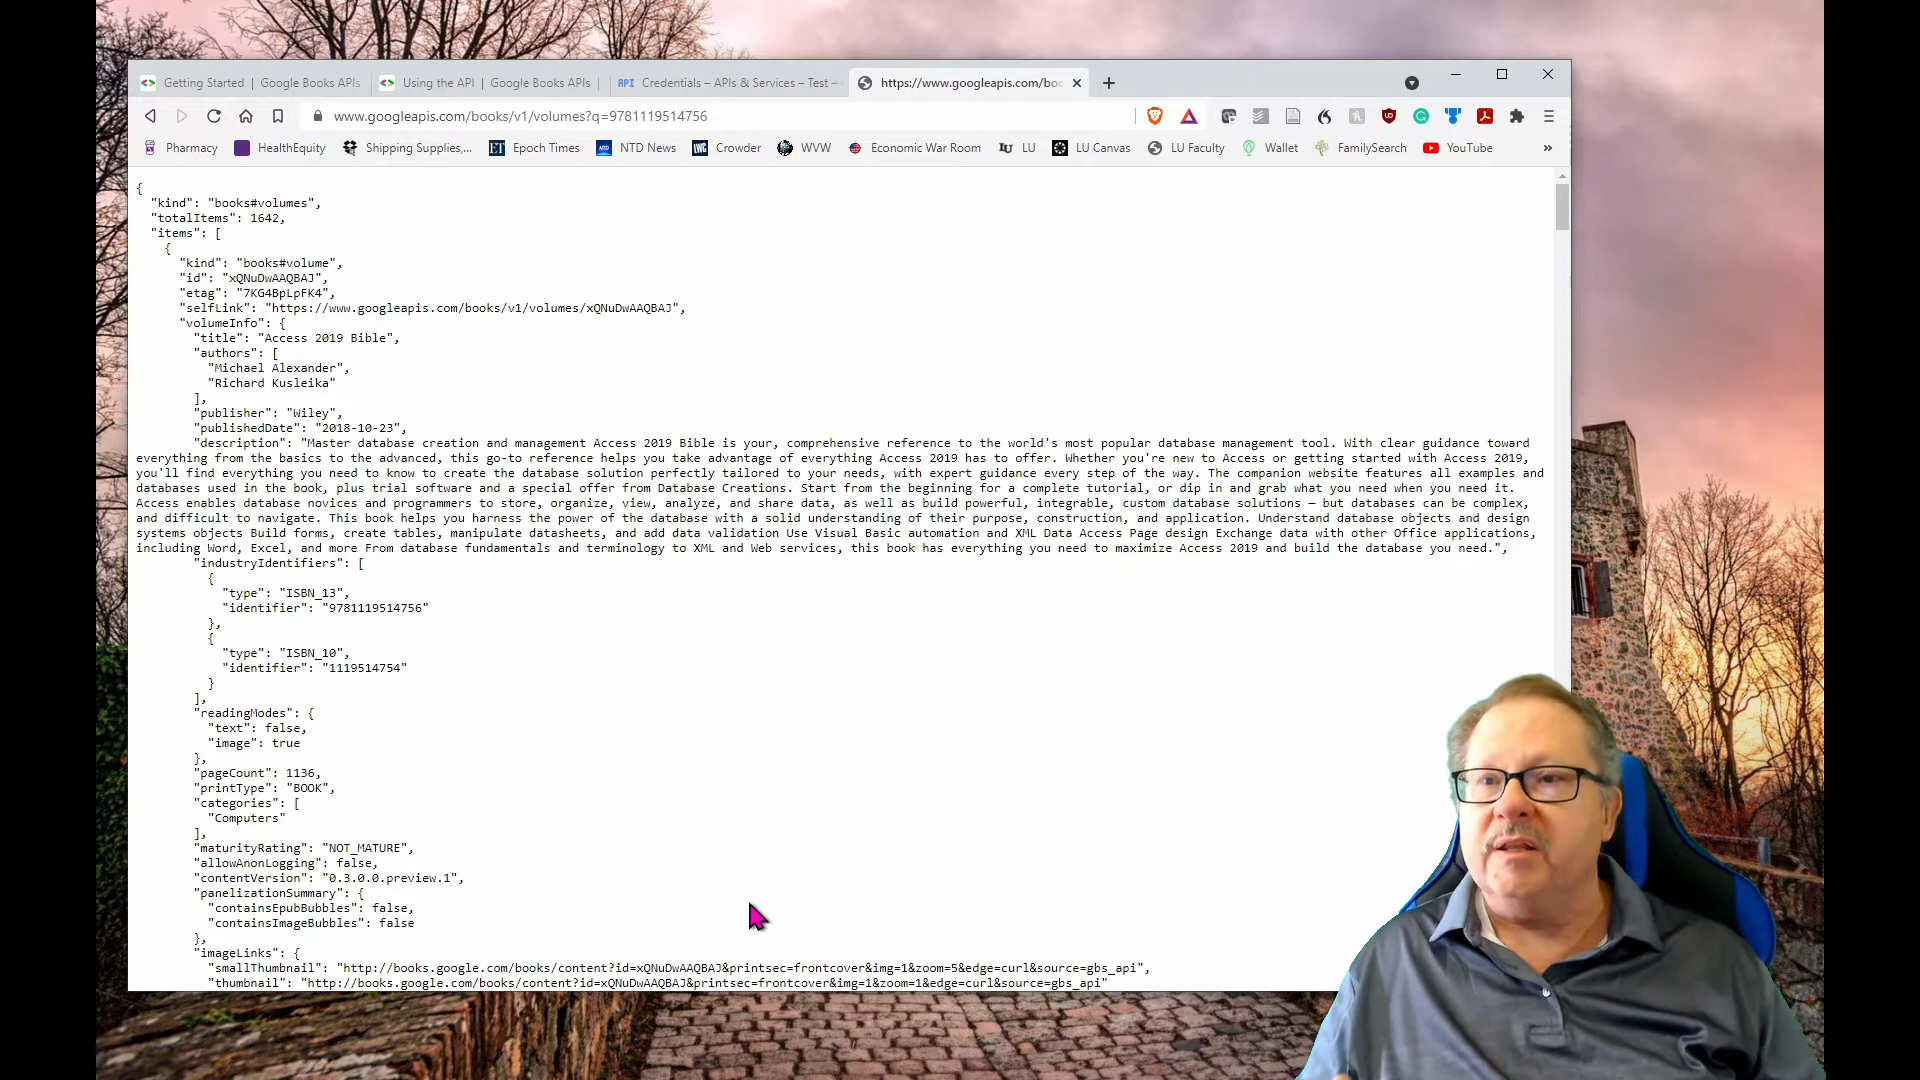 Getting Started | Google Books APIs
Using the API | Google Books APIs
API Credentials – APIs & Services – Test –
https://www.googleapis.com/boo
www.googleapis.com/books/v1/volumes?q=9781119514756
Pharmacy HealthEquity Shipping Supplies,... ET Epoch Times NTD NTD News IWC Crowder WVW Economic War Room LU LU Canvas LU Faculty Wallet FamilySearch YouTube »
{
"kind": "books#volumes",
"totalItems": 1642,
"items": [
{
"kind": "books#volume",
"id": "xQNuDwAAQBAJ",
"etag": "7KG4BpLpFK4",
"selfLink": "https://www.googleapis.com/books/v1/volumes/xQNuDwAAQBAJ",
"volumeInfo": {
"title": "Access 2019 Bible",
"authors": [
"Michael Alexander",
"Richard Kusleika"
],
"publisher": "Wiley",
"publishedDate": "2018-10-23",
"description": "Master database creation and management Access 2019 Bible is your, comprehensive reference to the world's most popular database management tool. With clear guidance toward
everything from the basics to the advanced, this go-to reference helps you take advantage of everything Access 2019 has to offer. Whether you're new to Access or getting started with Access 2019,
you'll find everything you need to know to create the database solution perfectly tailored to your needs, with expert guidance every step of the way. The companion website features all examples and
databases used in the book, plus trial software and a special offer from Database Creations. Start from the beginning for a complete tutorial, or dip in and grab what you need when you need it.
Access enables database novices and programmers to store, organize, view, analyze, and share data, as well as build powerful, integrable, custom database solutions — but databases can be complex,
and difficult to navigate. This book helps you harness the power of the database with a solid understanding of their purpose, construction, and application. Understand database objects and design
systems objects Build forms, create tables, manipulate datasheets, and add data validation Use Visual Basic automation and XML Data Access Page design Exchange data with other Office applications,
including Word, Excel, and more From database fundamentals and terminology to XML and Web services, this book has everything you need to maximize Access 2019 and build the database you need.",
"industryIdentifiers": [
{
"type": "ISBN_13",
"identifier": "9781119514756"
},
{
"type": "ISBN_10",
"identifier": "1119514754"
}
],
"readingModes": {
"text": false,
"image": true
},
"pageCount": 1136,
"printType": "BOOK",
"categories": [
"Computers"
],
"maturityRating": "NOT_MATURE",
"allowAnonLogging": false,
"contentVersion": "0.3.0.0.preview.1",
"panelizationSummary": {
"containsEpubBubbles": false,
"containsImageBubbles": false
},
"imageLinks": {
"smallThumbnail": "http://books.google.com/books/content?id=xQNuDwAAQBAJ&printsec=frontcover&img=1&zoom=5&edge=curl&source=gbs_api",
"thumbnail": "http://books.google.com/books/content?id=xQNuDwAAQBAJ&printsec=frontcover&img=1&zoom=1&edge=curl&source=gbs_api"